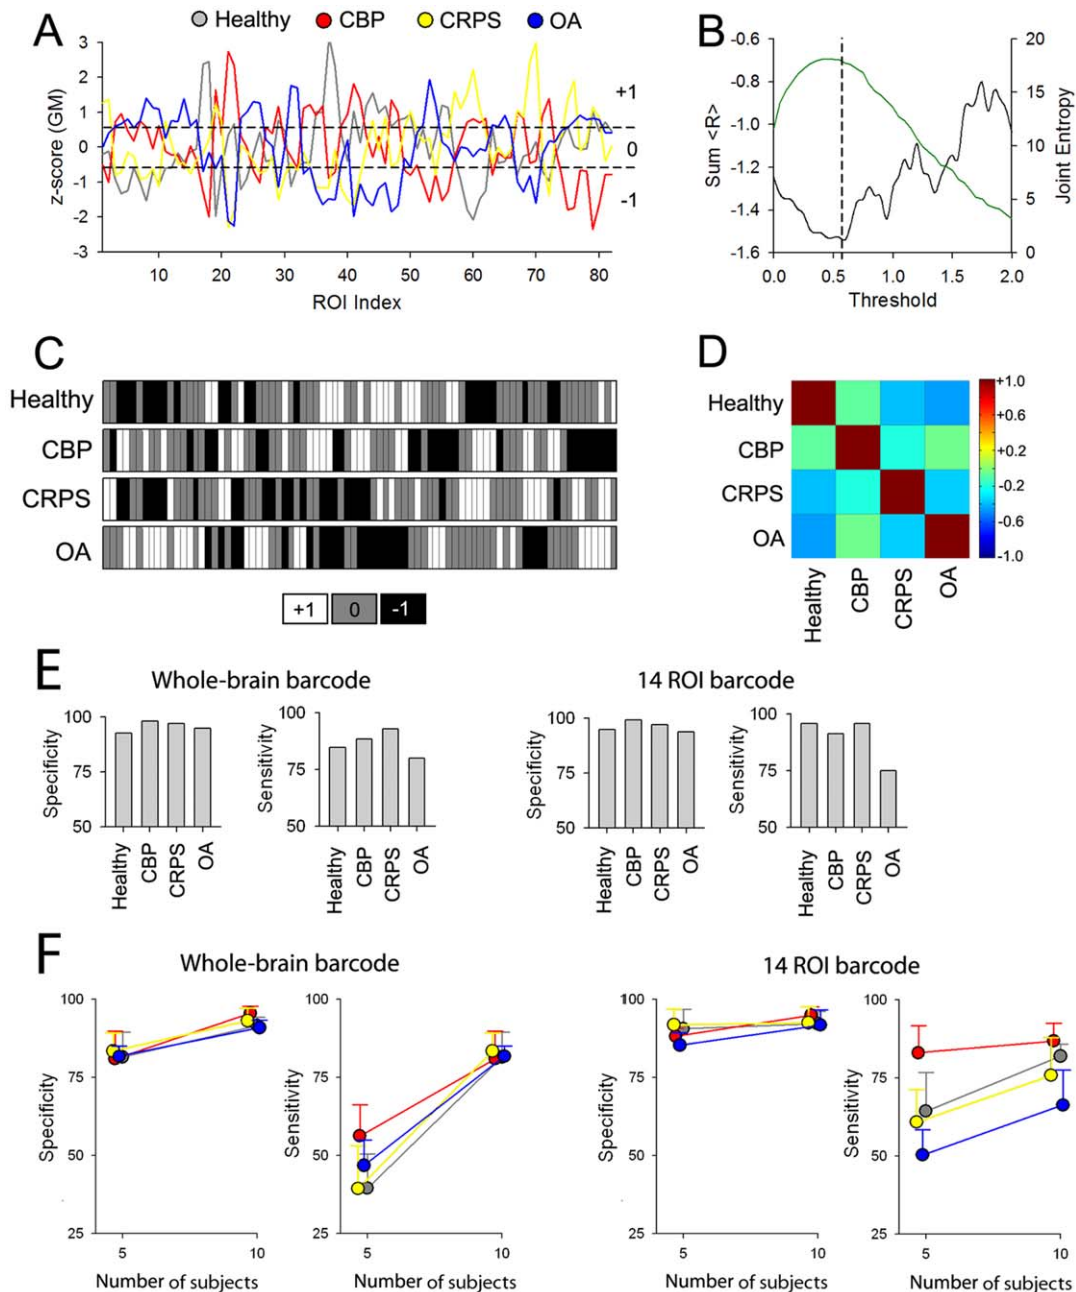 A
Healthy CBP CRPS OA
z-score (GM)
3
2
1
0
-1
-2
-3
+1
0
-1
10 20 30 40 50 60 70 80
ROI Index
B
Sum <R>
-0.6
-0.8
-1.0
-1.2
-1.4
-1.6
20
15
10
5
0
Joint Entropy
0.0 0.5 1.0 1.5 2.0
Threshold
C
Healthy
CBP
CRPS
OA
+1 0 -1
D
Healthy
CBP
CRPS
OA
Healthy CBP CRPS OA
+1.0
+0.6
+0.2
-0.2
-0.6
-1.0
E
Whole-brain barcode
Specificity
100
75
50
Healthy CBP CRPS OA
Sensitivity
100
75
50
Healthy CBP CRPS OA
14 ROI barcode
Specificity
100
75
50
Healthy CBP CRPS OA
Sensitivity
100
75
50
Healthy CBP CRPS OA
F
Whole-brain barcode
Specificity
100
75
50
25
5 10
Number of subjects
Sensitivity
100
75
50
25
5 10
Number of subjects
14 ROI barcode
Specificity
100
75
50
25
5 10
Number of subjects
Sensitivity
100
75
50
25
5 10
Number of subjects